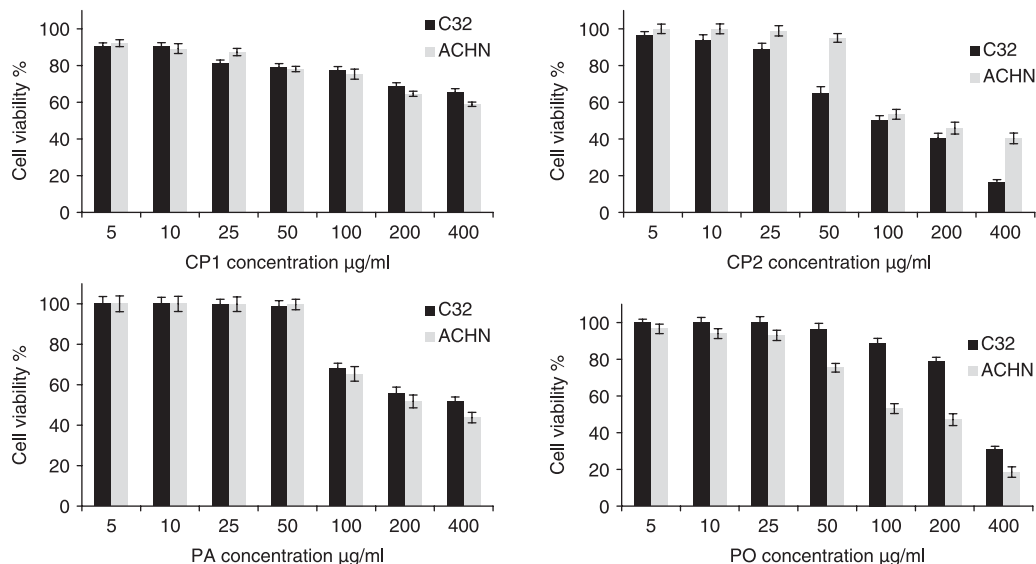 100
80
60
40
20
0
Cell viability %
C32
ACHN
5 10 25 50 100 200 400
CP1 concentration µg/ml
100
80
60
40
20
0
Cell viability %
C32
ACHN
5 10 25 50 100 200 400
CP2 concentration µg/ml
100
80
60
40
20
0
Cell viability %
C32
ACHN
5 10 25 50 100 200 400
PA concentration µg/ml
100
80
60
40
20
0
Cell viability %
C32
ACHN
5 10 25 50 100 200 400
PO concentration µg/ml